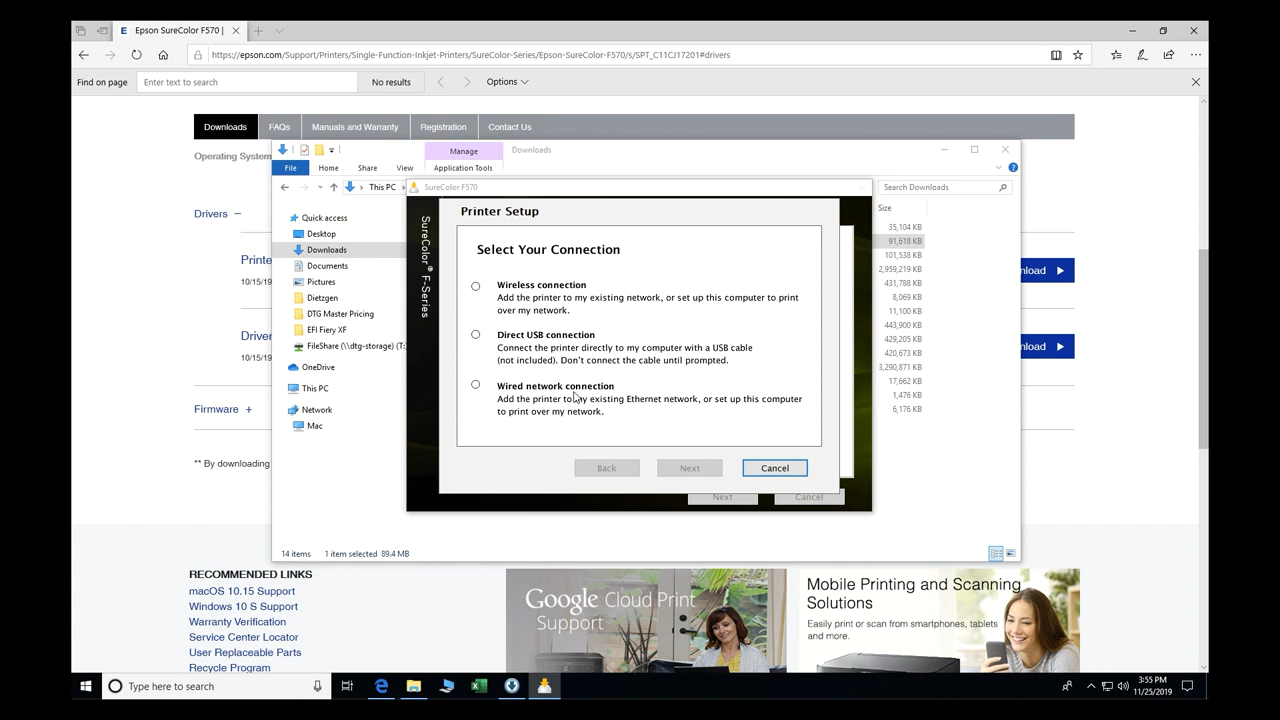 Epson SureColor F570 |
https://epson.com/Support/Printers/Single-Function-Inkjet-Printers/SureColor-Series/Epson-SureColor-F570/s/SPT_C11CJ17201#drivers
Find on page
Enter text to search
No results
Options
Downloads
FAQs
Manuals and Warranty
Registration
Contact Us
Operating System
Manage
Downloads
File
Home
Share
View
Application Tools
This PC
SureColor F570
Search Downloads
Size
Quick access
Desktop
Downloads
Documents
Pictures
Dietzgen
DTG Master Pricing
EFI Fiery XF
FileShare (\\dtg-storage) (T:
OneDrive
This PC
Network
Mac
SureColor® F-Series
Printer Setup
Select Your Connection
Wireless connection
Add the printer to my existing network, or set up this computer to print
over my network.
Direct USB connection
Connect the printer directly to my computer with a USB cable
(not included). Don't connect the cable until prompted.
Wired network connection
Add the printer to my existing Ethernet network, or set up this computer
to print over my network.
Back
Next
Cancel
Next
Cancel
35,104 KB
91,618 KB
101,538 KB
2,959,219 KB
431,788 KB
8,069 KB
11,100 KB
443,900 KB
429,205 KB
420,673 KB
3,290,871 KB
17,662 KB
1,476 KB
6,176 KB
14 items
1 item selected 89.4 MB
Drivers –
Printe
10/15/19
nload
Driver
10/15/19
nload
Firmware +
** By downloading
RECOMMENDED LINKS
macOS 10.15 Support
Windows 10 S Support
Warranty Verification
Service Center Locator
User Replaceable Parts
Recycle Program
Google Cloud Print
Support
Mobile Printing and Scanning
Solutions
Easily print or scan from smartphones, tablets
and more.
Type here to search
3:55 PM
11/25/2019